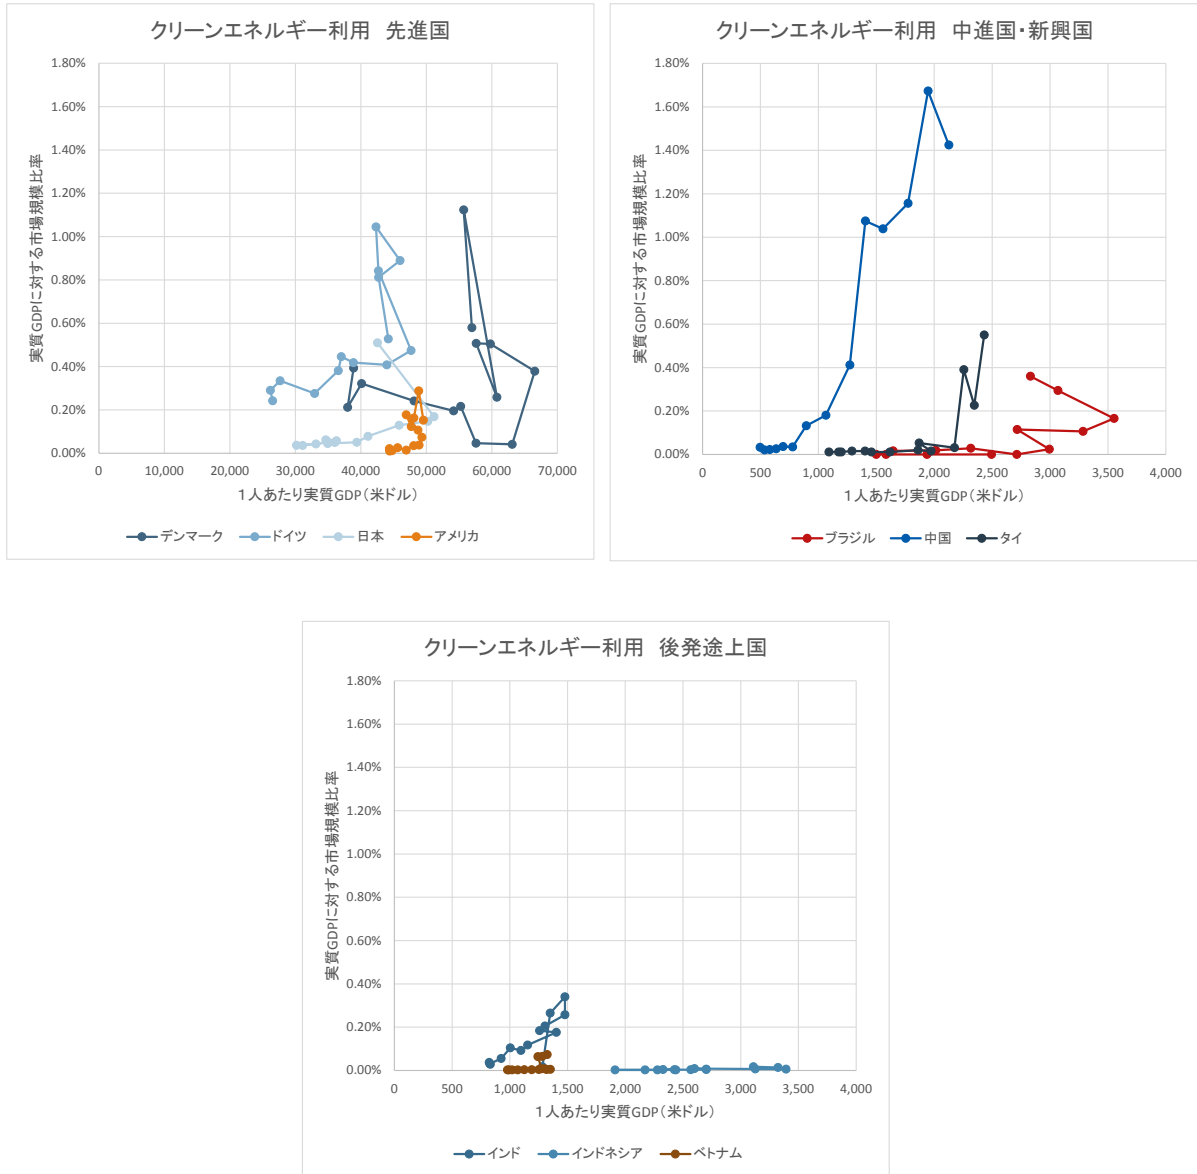 クリーンエネルギー利用 先進国
実質GDPに対する市場規模比率
1.80%
1.60%
1.40%
1.20%
1.00%
0.80%
0.60%
0.40%
0.20%
0.00%
0 10,000 20,000 30,000 40,000 50,000 60,000 70,000
1人あたり実質GDP(米ドル)
デンマーク ドイツ 日本 アメリカ
クリーンエネルギー利用 中進国・新興国
実質GDPに対する市場規模比率
1.80%
1.60%
1.40%
1.20%
1.00%
0.80%
0.60%
0.40%
0.20%
0.00%
0 500 1,000 1,500 2,000 2,500 3,000 3,500 4,000
1人あたり実質GDP(米ドル)
ブラジル 中国 タイ
クリーンエネルギー利用 後発途上国
実質GDPに対する市場規模比率
1.80%
1.60%
1.40%
1.20%
1.00%
0.80%
0.60%
0.40%
0.20%
0.00%
0 500 1,000 1,500 2,000 2,500 3,000 3,500 4,000
1人あたり実質GDP(米ドル)
インド インドネシア ベトナム